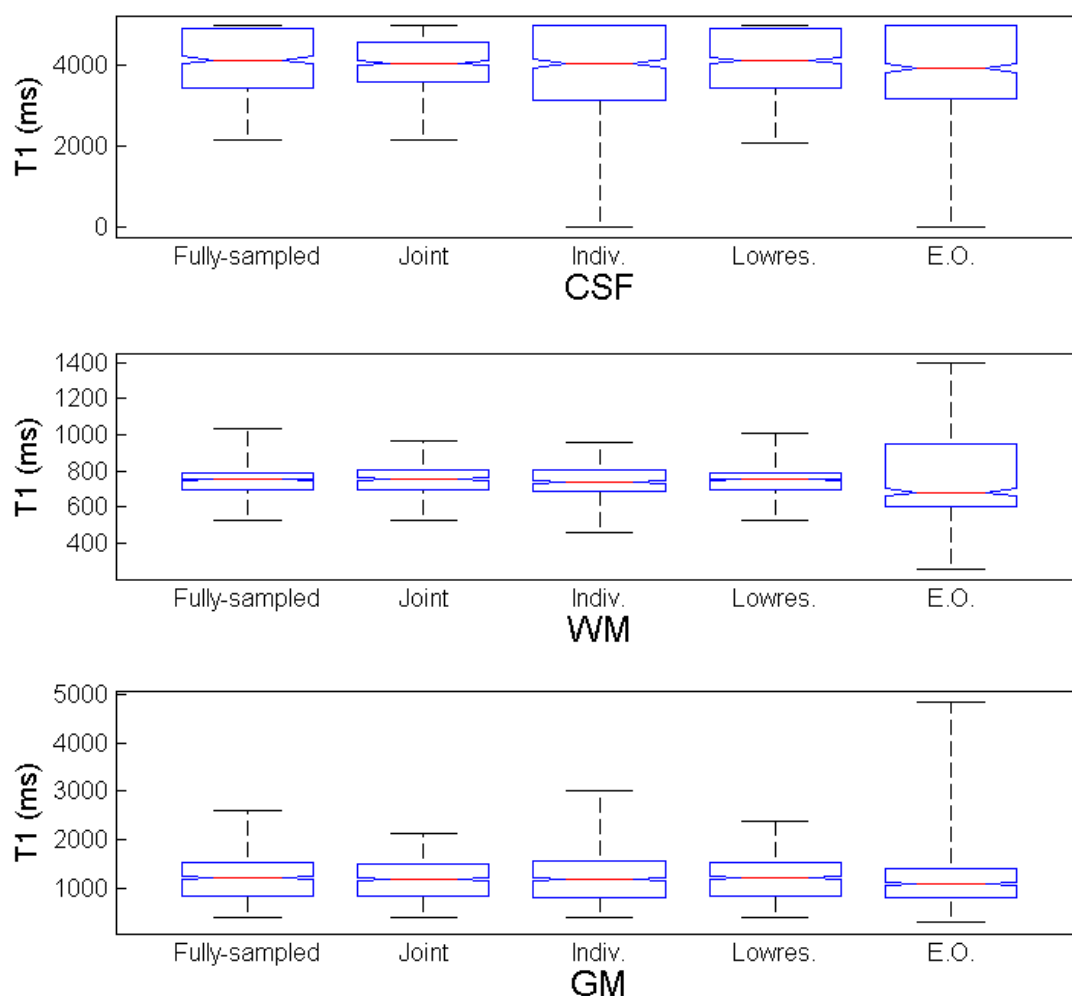 T1 (ms)
4000
2000
0
Fully-sampled Joint Indiv. Lowres. E.O.
CSF
T1 (ms)
1400
1200
1000
800
600
400
Fully-sampled Joint Indiv. Lowres. E.O.
WM
T1 (ms)
5000
4000
3000
2000
1000
Fully-sampled Joint Indiv. Lowres. E.O.
GM